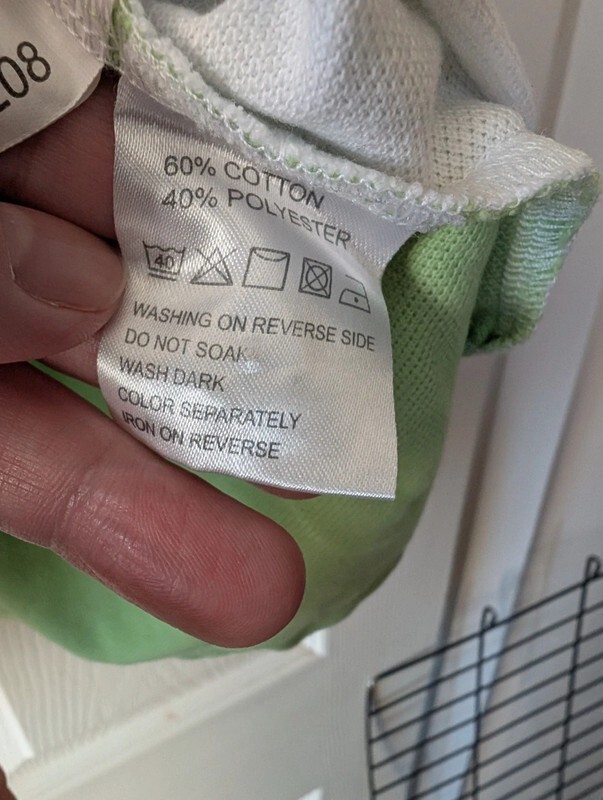 08
60% COTTON
40% POLYESTER
40
WASHING ON REVERSE SIDE
DO NOT SOAK
WASH DARK
COLOR SEPARATELY
IRON ON REVERSE